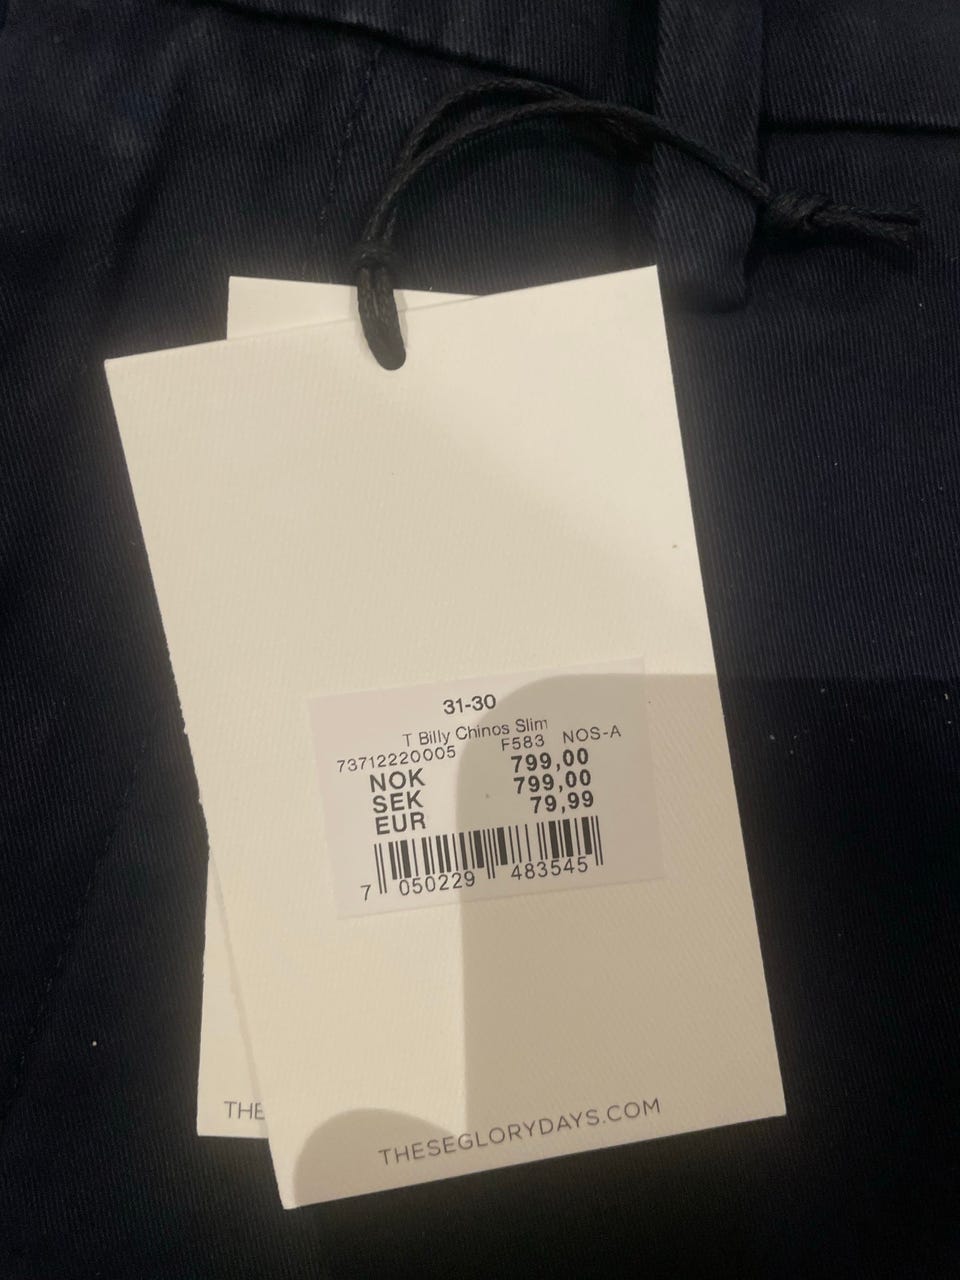 31-30
T Billy Chinos Slim
73712220005 F583 NOS-A
NOK 799,00
SEK 799,00
EUR 79,99
7 050229 483545
THE
THESEGLORYDAYS.COM